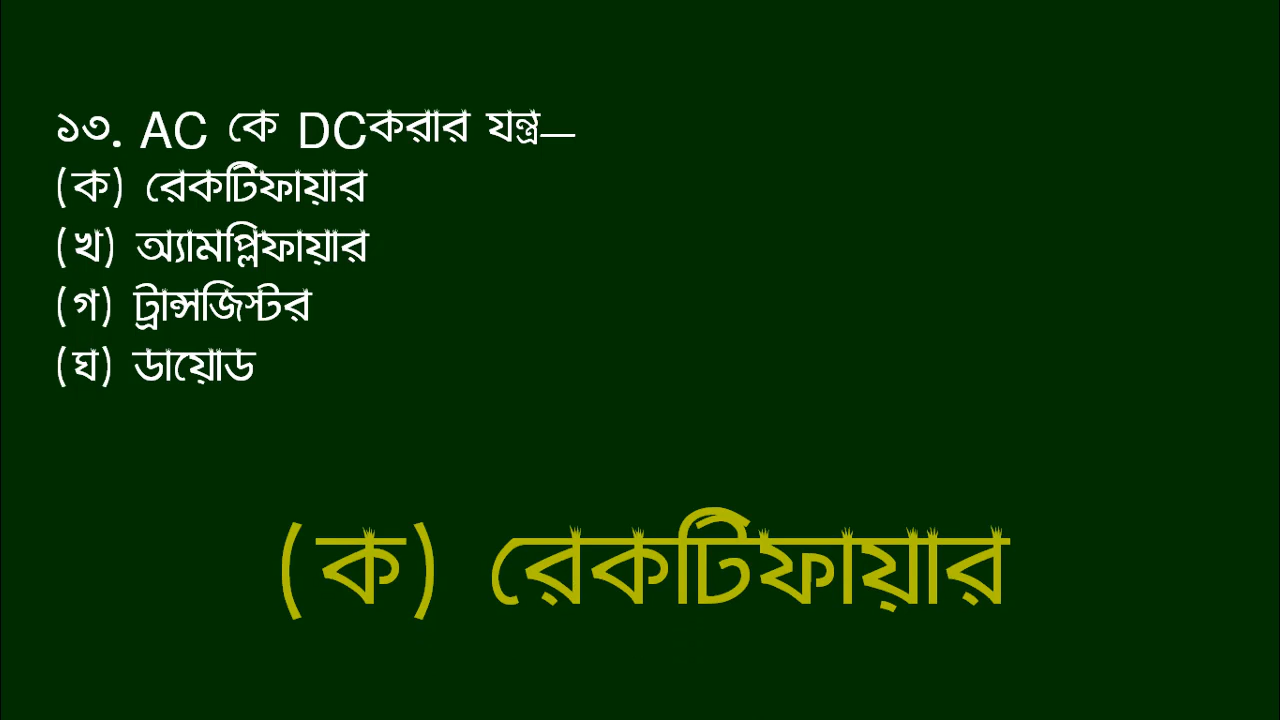 ১৩. AC কে DCকরার যন্ত্র—
(ক) রেকটিফায়ার
(খ) অ্যামপ্লিফায়ার
(গ) ট্রান্সজিস্টর
(ঘ) ডায়োড
(ক) রেকটিফায়ার